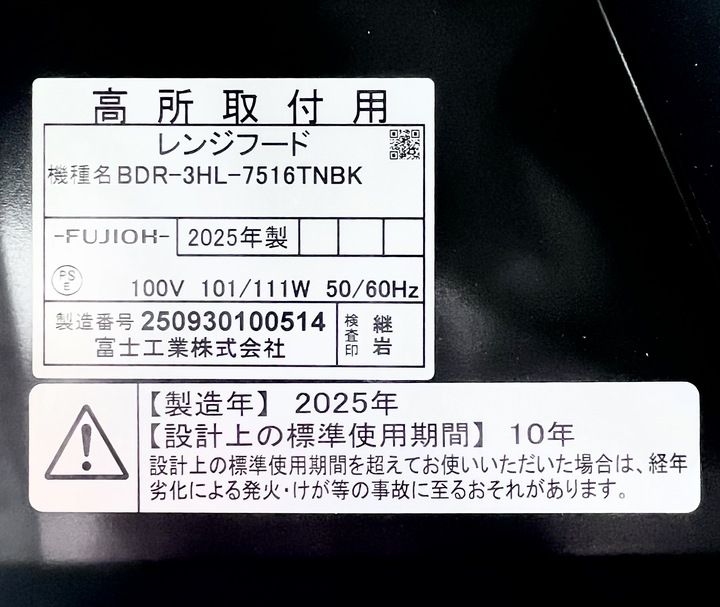 高所取付用
レンジフード
機種名 BDR-3HL-7516TNBK
-FUJIOH- 2025年製
PSE
100V 101/111W 50/60Hz
製造番号 250930100514
富士工業株式会社
検査印 継岩
【製造年】 2025年
【設計上の標準使用期間】 10年
設計上の標準使用期間を超えてお使いいただいた場合は、経年
劣化による発火・けが等の事故に至るおそれがあります。